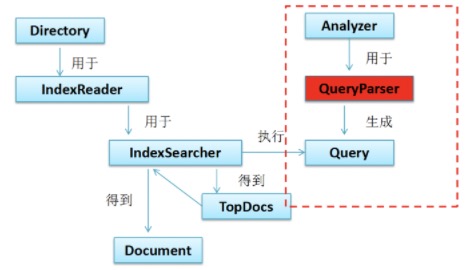 Directory
Analyzer
用于
用于
IndexReader
QueryParser
用于
生成
执行
IndexSearcher
Query
得到
得到
TopDocs
Document